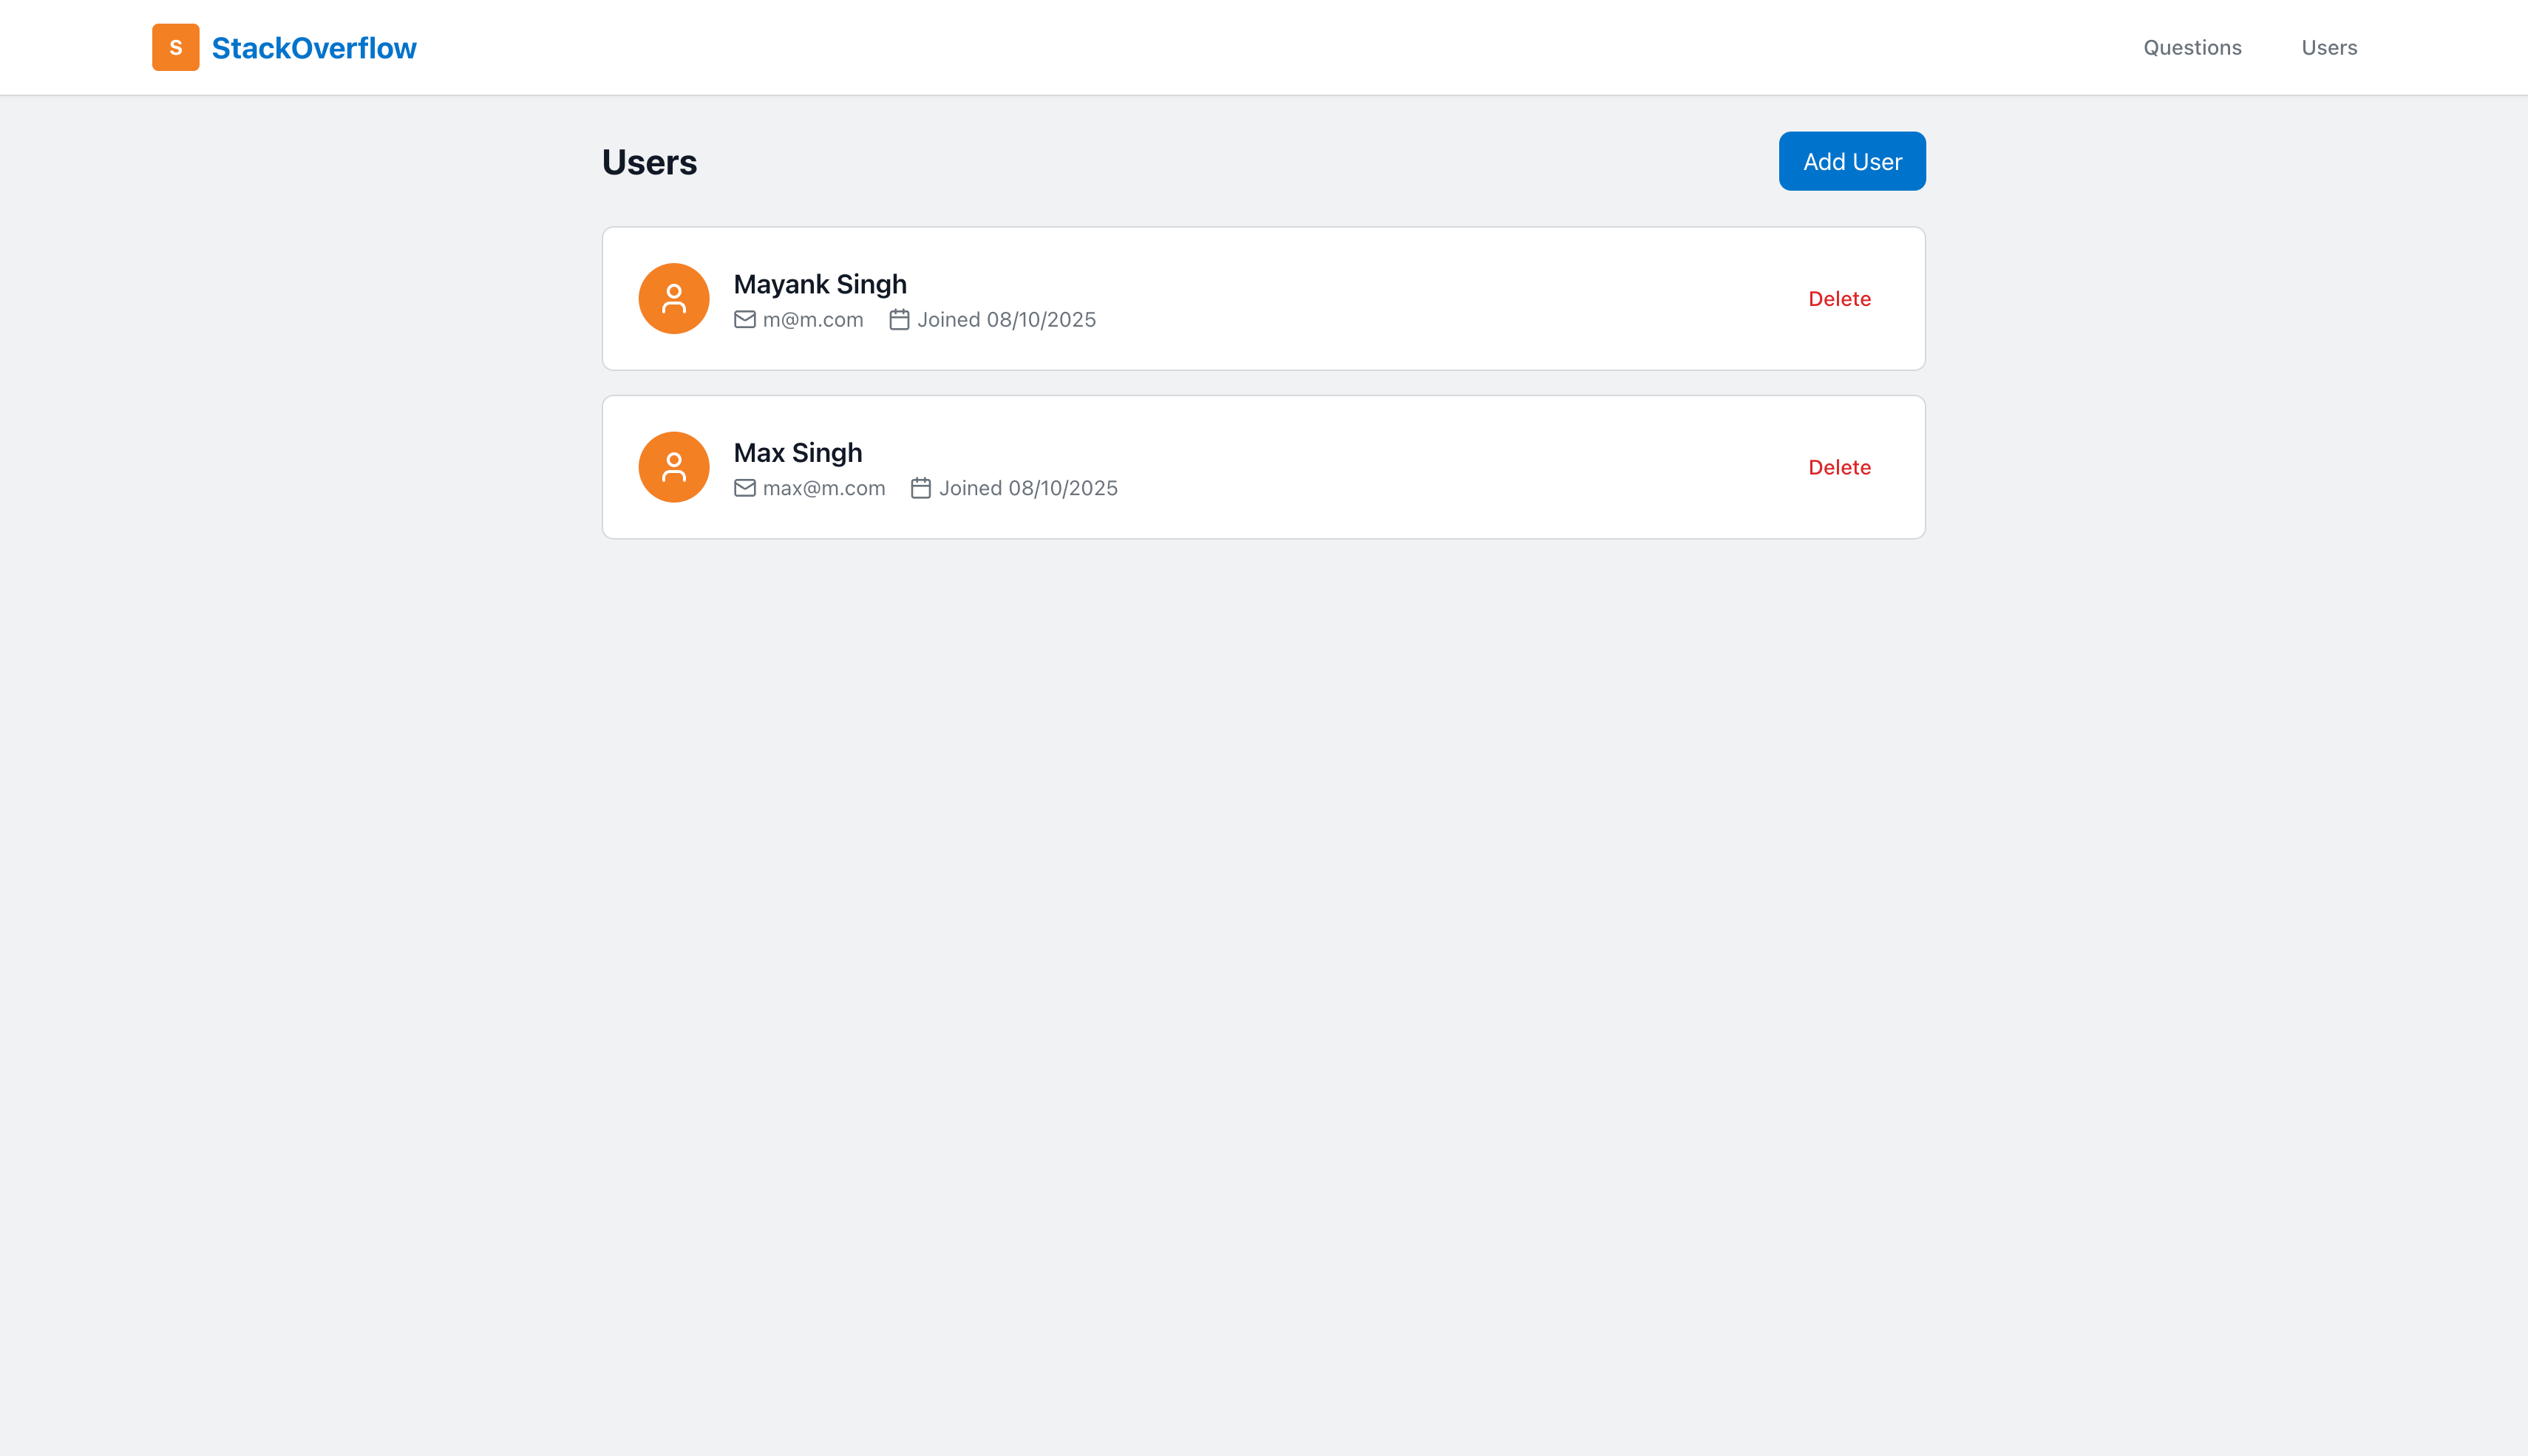 S StackOverflow Questions Users
Users Add User
Mayank Singh
m@m.com Joined 08/10/2025
Delete
Max Singh
max@m.com Joined 08/10/2025
Delete